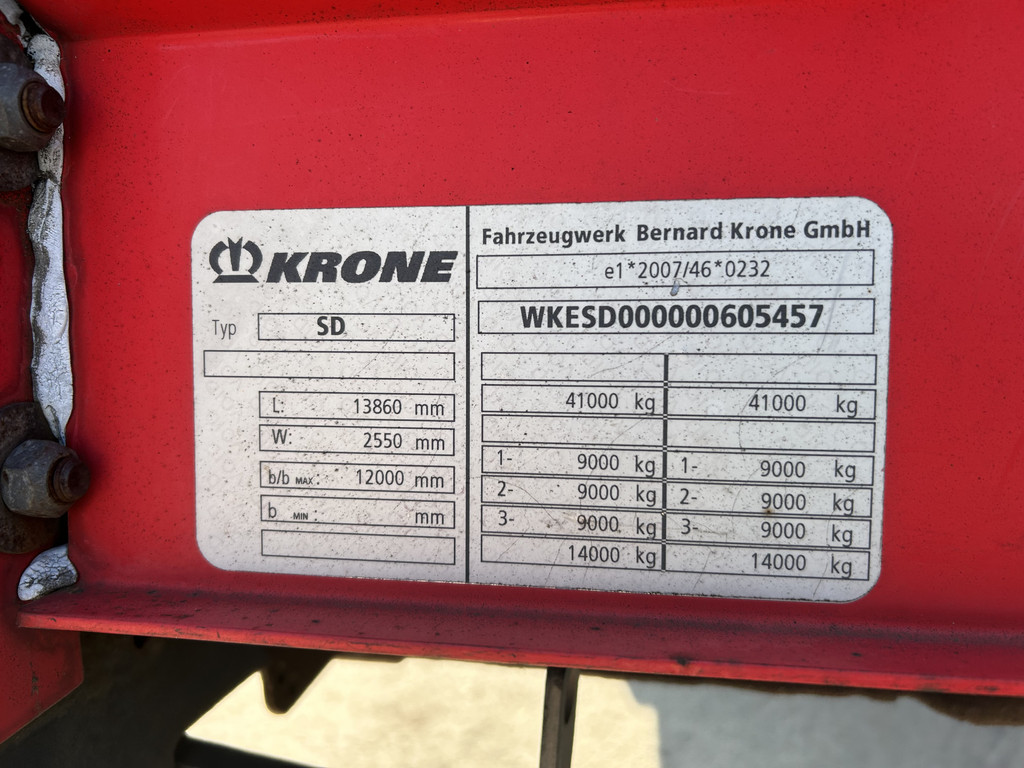 KRONE
Typ SD
L: 13860 mm
W: 2550 mm
b/b MAX: 12000 mm
b MIN: mm
Fahrzeugwerk Bernard Krone GmbH
e1*2007/46*0232
WKESD000000605457
41000 kg 41000 kg
1- 9000 kg 1- 9000 kg
2- 9000 kg 2- 9000 kg
3- 9000 kg 3- 9000 kg
14000 kg 14000 kg